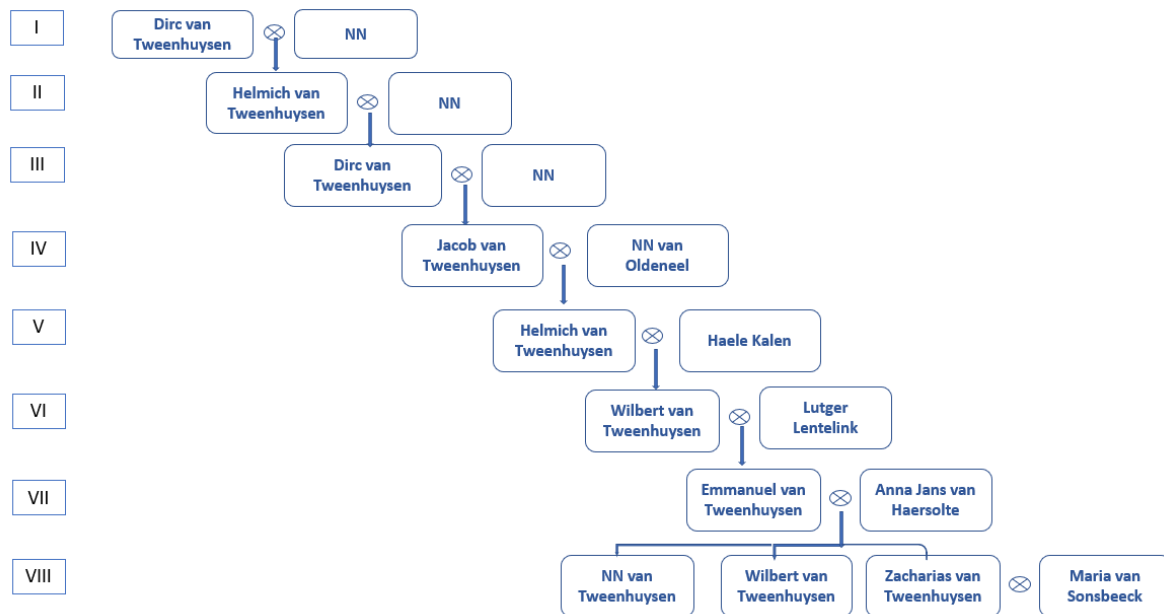 I
Dirc van
Tweenhuysen
NN
II
Helmich van
Tweenhuysen
NN
III
Dirc van
Tweenhuysen
NN
IV
Jacob van
Tweenhuysen
NN van
Oldeneel
V
Helmich van
Tweenhuysen
Haele Kalen
VI
Wilbert van
Tweenhuysen
Lutger
Lentelink
VII
Emmanuel van
Tweenhuysen
Anna Jans van
Haersolte
VIII
NN van
Tweenhuysen
Wilbert van
Tweenhuysen
Zacharias van
Tweenhuysen
Maria van
Sonsbeeck